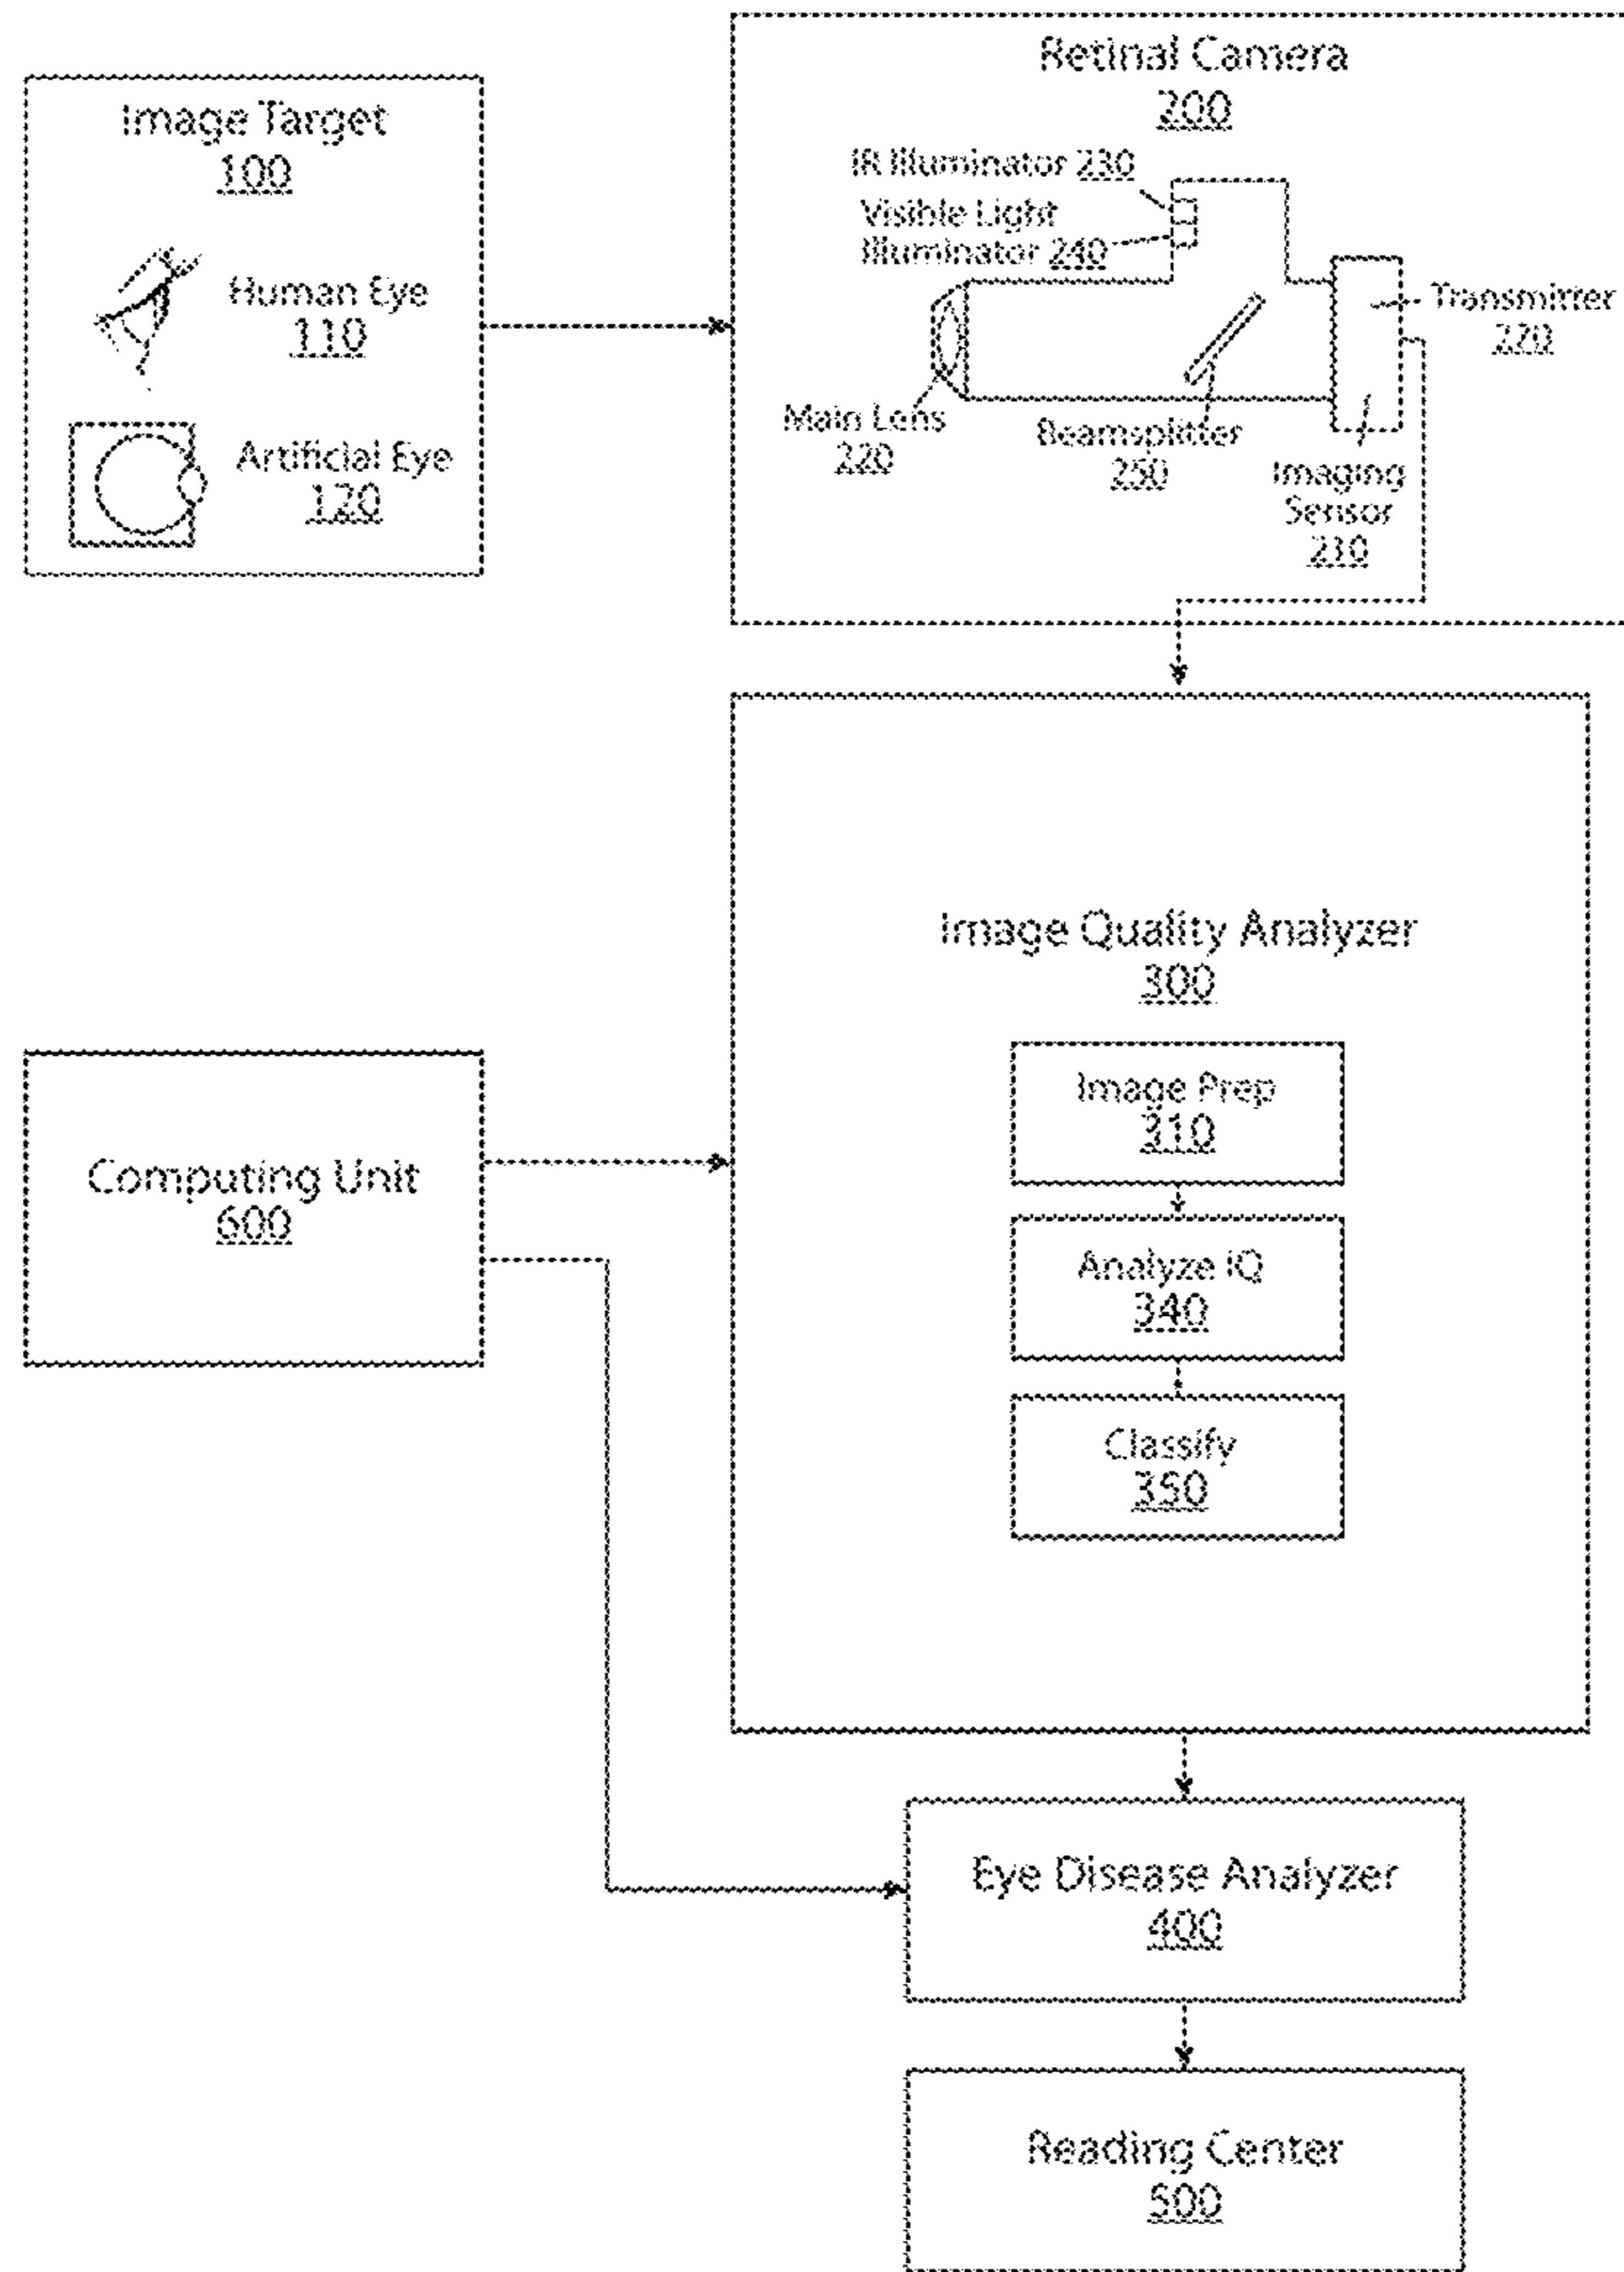 Image Target
100
Human Eye
110
Artificial Eye
120
Retinal Camera
200
IR Illuminator 230
Visible Light
Illuminator 240
Transmitter
270
Main Lens
220
Beamsplitter
250
Imaging
Sensor
210
Image Quality Analyzer
300
Image Prep
310
Analyze IQ
340
Classify
350
Computing Unit
600
Eye Disease Analyzer
400
Reading Center
500